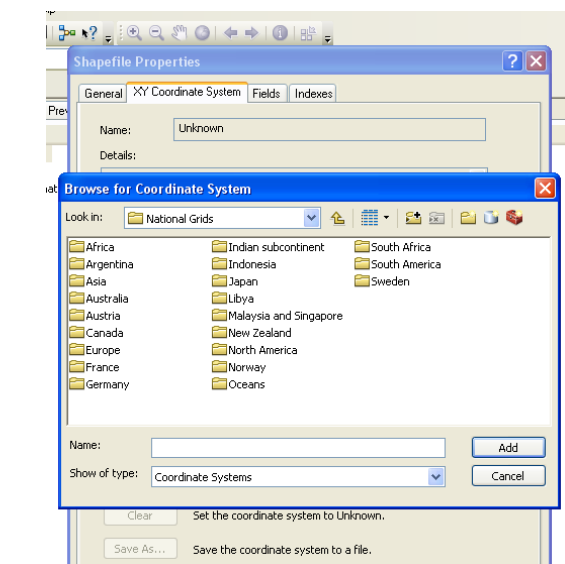 Shapefile Properties
General XY Coordinate System Fields Indexes
Prev
Name: Unknown
Details:
Browse for Coordinate System
Look in: National Grids
Africa Indian subcontinent South Africa
Argentina Indonesia South America
Asia Japan Sweden
Australia Libya
Austria Malaysia and Singapore
Canada New Zealand
Europe North America
France Norway
Germany Oceans
Name: Add
Show of type: Coordinate Systems Cancel
Clear Set the coordinate system to Unknown.
Save As... Save the coordinate system to a file.